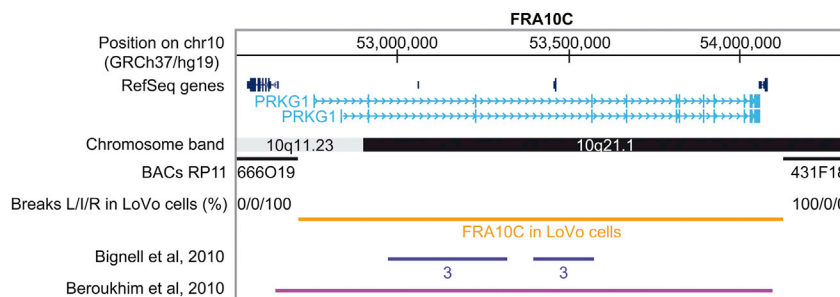 FRA10C
Position on chr10 53,000,000 53,500,000 54,000,000
(GRCh37/hg19)
RefSeq genes
PRKG1
PRKG1
Chromosome band 10q11.23 10q21.1
BACs RP11 666O19 431F18
Breaks L/I/R in LoVo cells (%) 0/0/100 100/0/0
FRA10C in LoVo cells
Bignell et al, 2010
3 3
Beroukhim et al, 2010